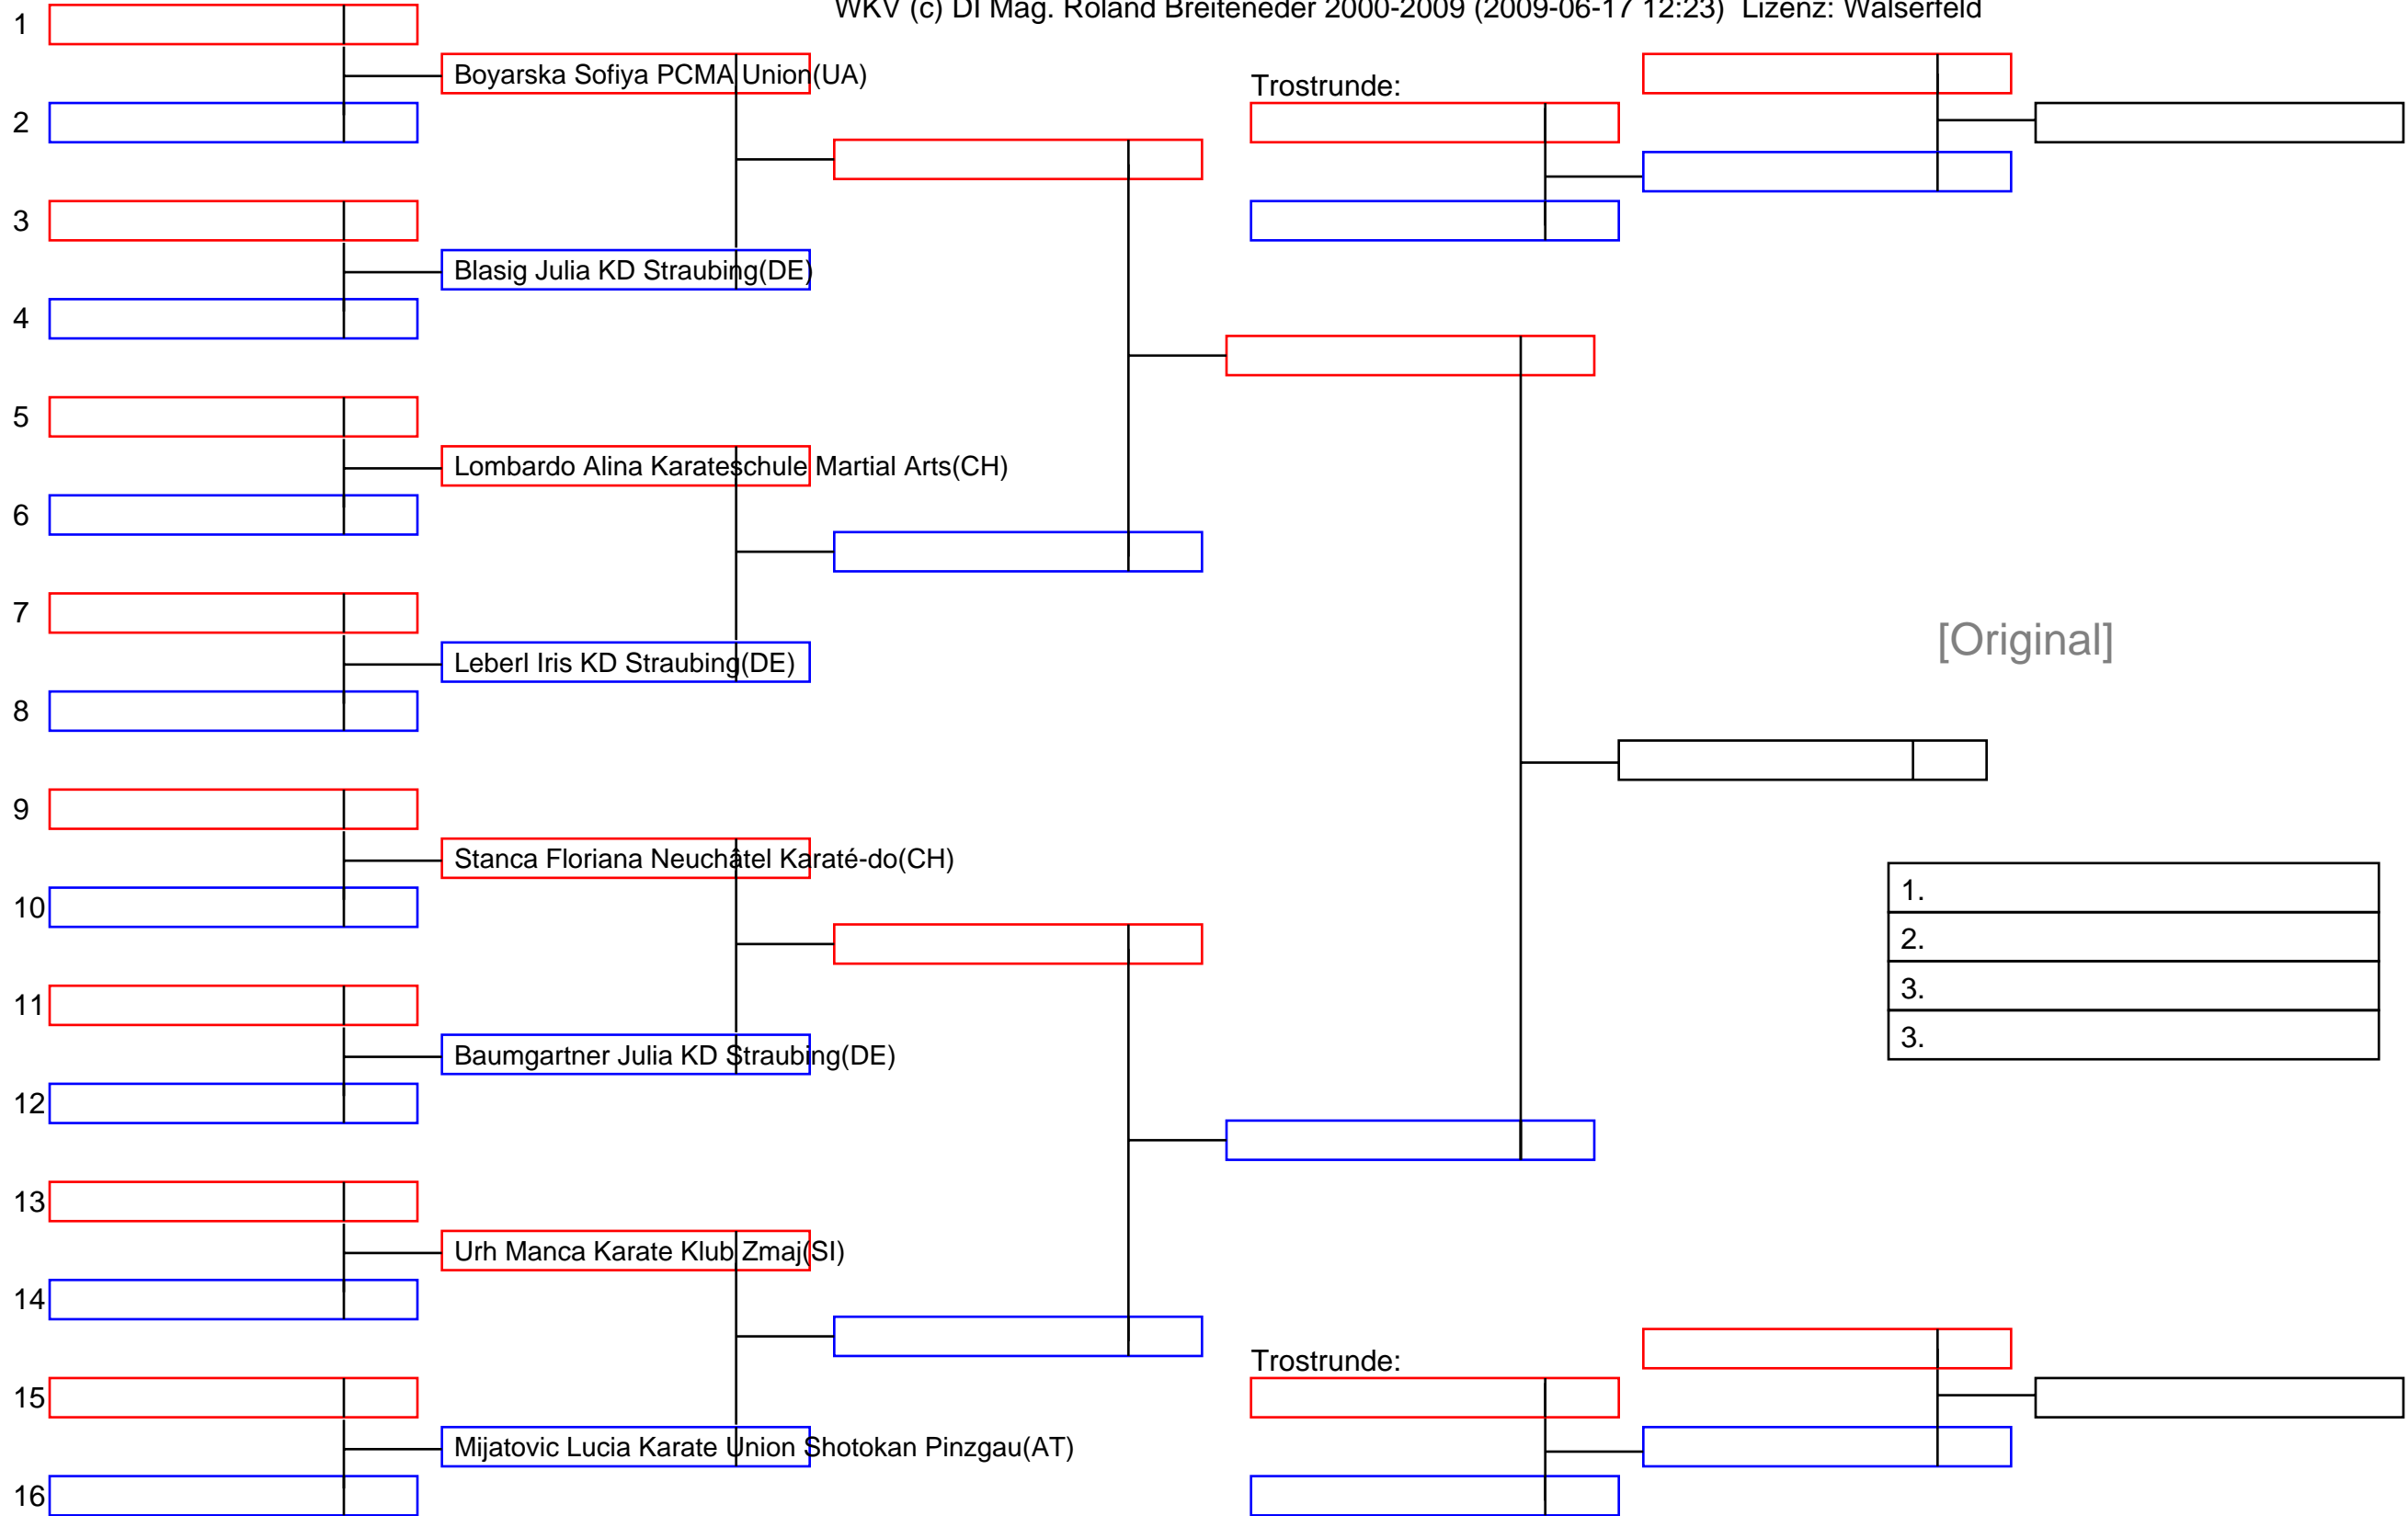 WKV (c) DI Mag. Roland Breiteneder 2000-2009 (2009-06-17 12:23) Lizenz: Walserfeld
1
Boyarska Sofiya PCMA Union(UA)
Trostrunde:
2
3
Blasig Julia KD Straubing(DE)
4
5
Lombardo Alina Karateschule Martial Arts(CH)
6
7
[Original]
Leberl Iris KD Straubing(DE)
8
9
Stanca Floriana Neuchâtel Karaté-do(CH)
1.
10
2.
3.
11
3.
Baumgartner Julia KD Straubing(DE)
12
13
Urh Manca Karate Klub Zmaj(SI)
14
Trostrunde:
15
Mijatovic Lucia Karate Union Shotokan Pinzgau(AT)
16